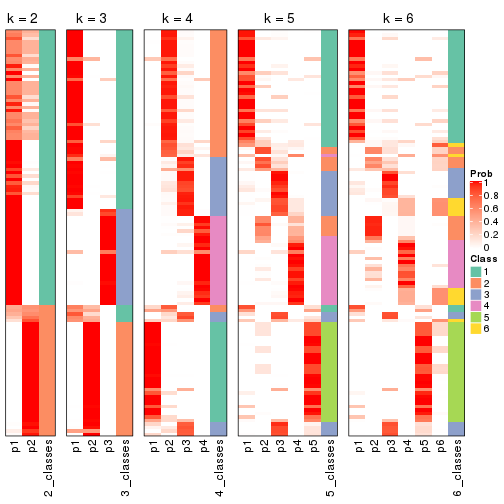 k = 2
k = 3
k = 4
k = 5
k = 6
Prob
1
0.8
0.6
0.4
0.2
0
Class
1
2
3
4
5
6
p1
p2
2_classes
p1
p2
p3
3_classes
p1
p2
p3
p4
4_classes
p1
p2
p3
p4
p5
5_classes
p1
p2
p3
p4
p5
p6
6_classes